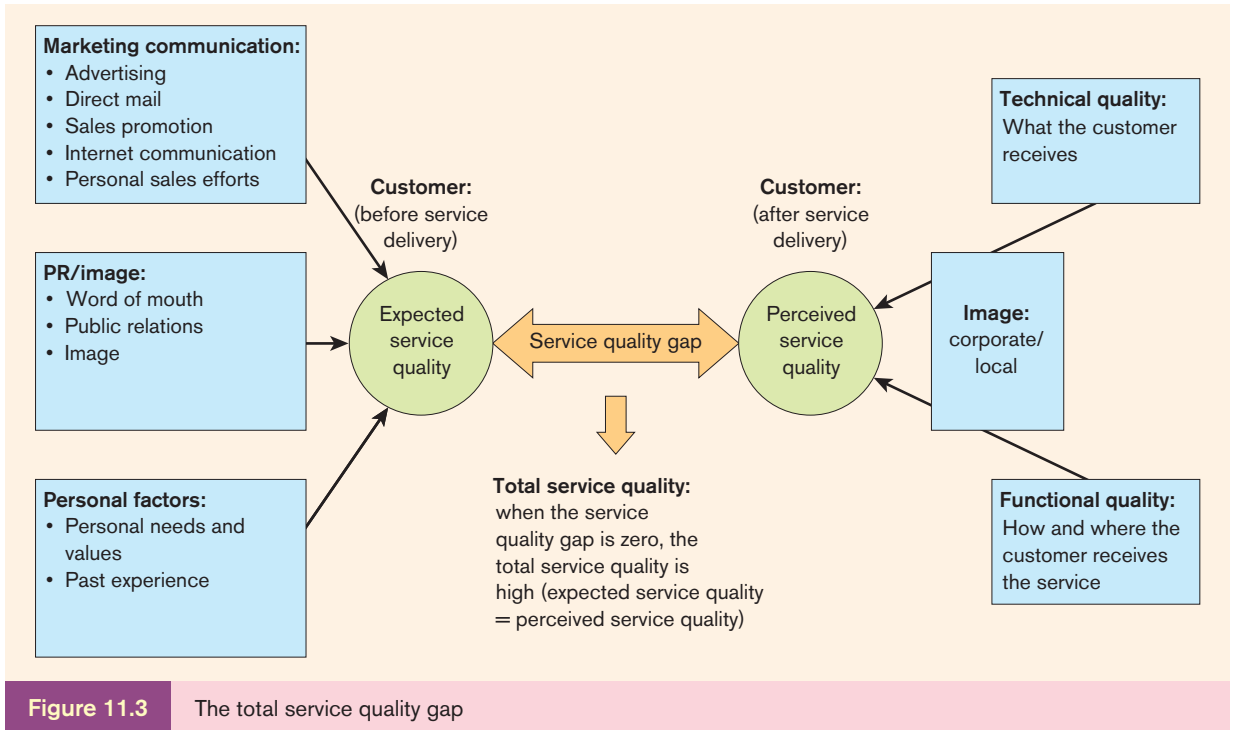 Marketing communication:
• Advertising
• Direct mail
• Sales promotion
• Internet communication
• Personal sales efforts
PR/image:
• Word of mouth
• Public relations
• Image
Personal factors:
• Personal needs and
values
• Past experience
Customer:
(before service
delivery)
Expected
service
quality
Service quality gap
Customer:
(after service
delivery)
Perceived
service
quality
Total service quality:
when the service
quality gap is zero, the
total service quality is
high (expected service quality
= perceived service quality)
Technical quality:
What the customer
receives
Image:
corporate/
local
Functional quality:
How and where the
customer receives
the service
Figure 11.3 The total service quality gap